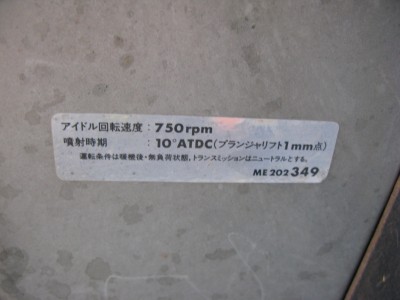 アイドル回転速度：750rpm
噴射時期　　　：10°ATDC(プランジャリフト1mm点)
運転条件は暖機後・無負荷状態,トランスミッションはニュートラルとする。
ME202349